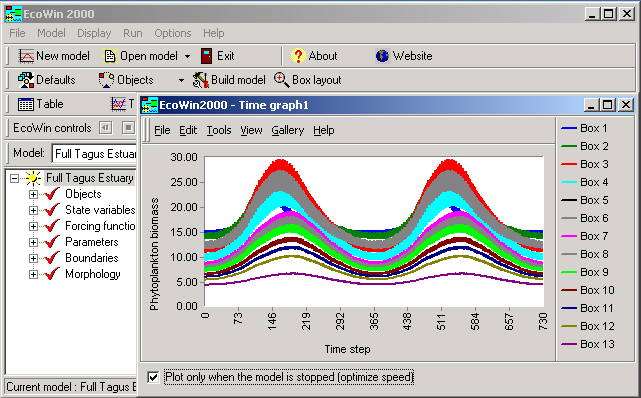 EcoWin 2000
File Model Display Run Options Help
New model Open model Exit About Website
Defaults Objects Build model Box layout
Table T
EcoWin controls
Model: Full Tagus Estuar
Full Tagus Estuary
Objects
State variables
Forcing functio
Parameters
Boundaries
Morphology
Current model : Full Tagus E
EcoWin2000 - Time graph1
File Edit Tools View Gallery Help
Phytoplankton biomass
30.00
25.00
20.00
15.00
10.00
5.00
0.00
0 73 146 219 292 365 438 511 584 657 730
Time step
Box 1
Box 2
Box 3
Box 4
Box 5
Box 6
Box 7
Box 8
Box 9
Box 10
Box 11
Box 12
Box 13
Plot only when the model is stopped (optimize speed)